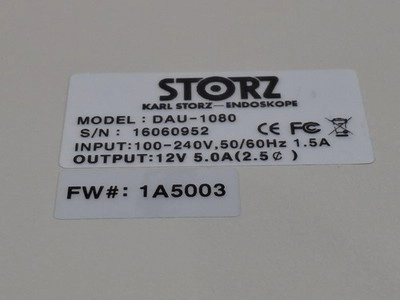 STORZ
KARL STORZ—ENDOSKOPE
MODEL: DAU-1080
S/N: 16060952
CE FC
INPUT:100-240V,50/60Hz 1.5A
OUTPUT:12V 5.0A(2.5¢)
FW#: 1A5003